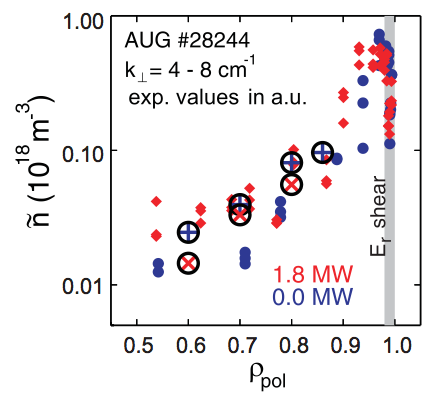 AUG #28244
k⊥= 4 - 8 cm⁻¹
exp. values in a.u.
1.00
0.10
0.01
ñ (10¹⁸ m⁻³)
Er shear
1.8 MW
0.0 MW
0.5 0.6 0.7 0.8 0.9 1.0
ρpol